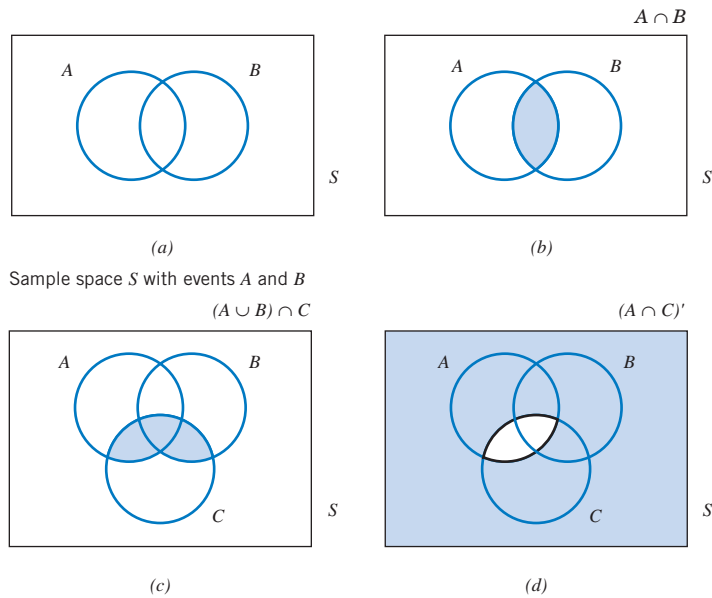 A ∩ B
A B
A B
S
S
(a)
(b)
Sample space S with events A and B
(A ∪ B) ∩ C
(A ∩ C)'
A B
A B
C
S
C
S
(c)
(d)